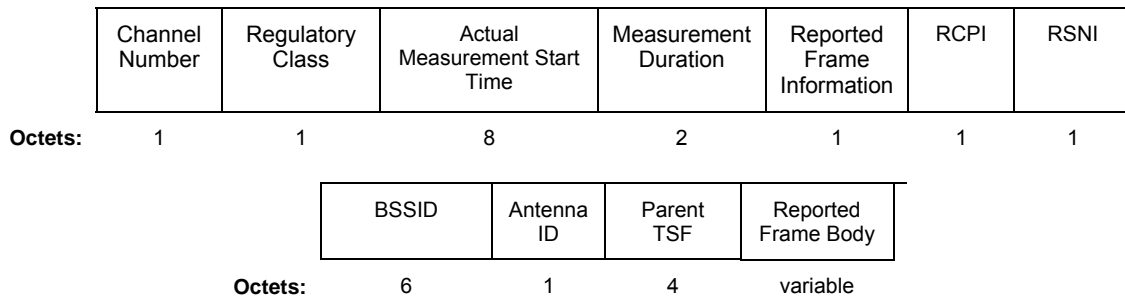 Channel Number Regulatory Class Actual Measurement Start Time Measurement Duration Reported Frame Information RCPI RSNI
Octets: 1 1 8 2 1 1 1
BSSID Antenna ID Parent TSF Reported Frame Body
Octets: 6 1 4 variable